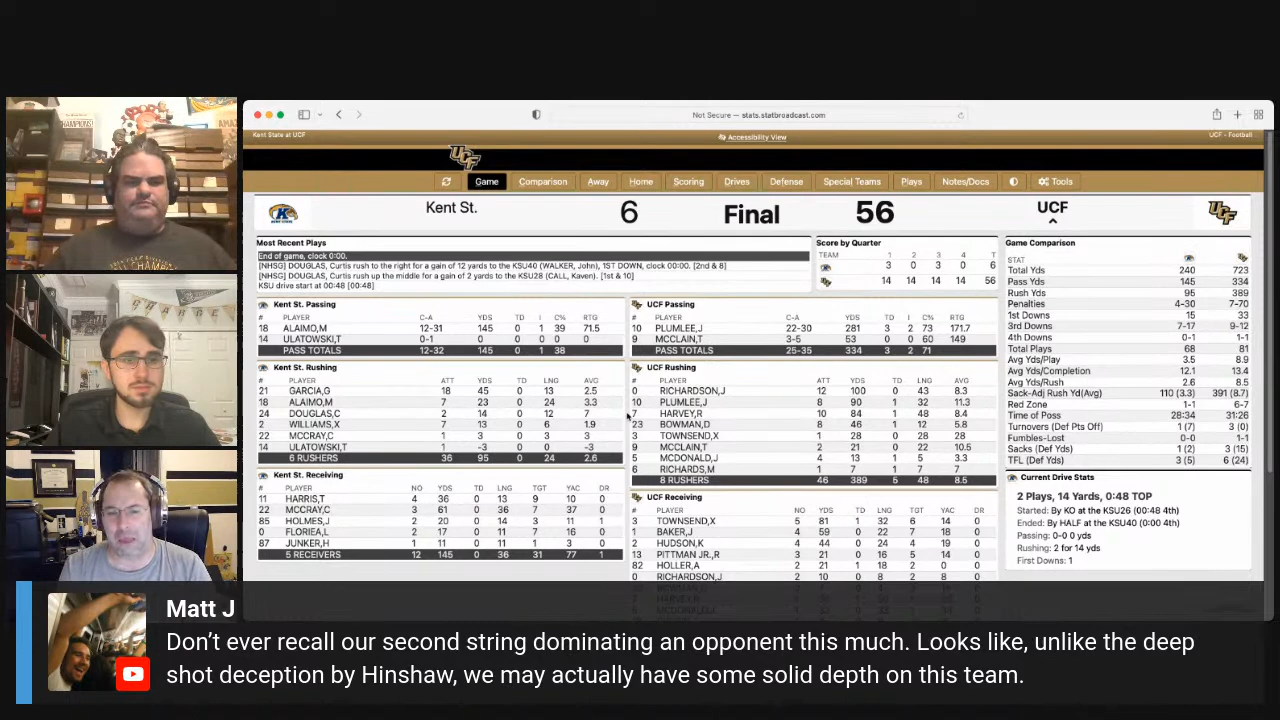 Not Secure — stats.statbroadcast.com
Kent State at UCF
Accessibility View
UCF - Football
UCF
Game Comparison Away Home Scoring Drives Defense Special Teams Plays Notes/Docs Tools
Kent St. 6 Final 56 UCF
Most Recent Plays
End of game, clock 0:00.
[NHSG] DOUGLAS, Curtis rush to the right for a gain of 12 yards to the KSU40 (WALKER, John), 1ST DOWN, clock 00:00. [2nd & 8]
[NHSG] DOUGLAS, Curtis rush up the middle for a gain of 2 yards to the KSU28 (CALL, Kaven). [1st & 10]
KSU drive start at 00:48 [00:48]
Score by Quarter
TEAM 1 2 3 4 T
3 0 3 0 6
14 14 14 14 56
Kent St. Passing
# PLAYER C-A YDS TD I C% RTG
18 ALAIMO,M 12-31 145 0 1 39 71.5
14 ULATOWSKI,T 0-1 0 0 0 0 0
PASS TOTALS 12-32 145 0 1 38
Kent St. Rushing
# PLAYER ATT YDS TD LNG AVG
21 GARCIA,G 18 45 0 13 2.5
18 ALAIMO,M 7 23 0 24 3.3
24 DOUGLAS,C 2 14 0 12 7
2 WILLIAMS,X 7 13 0 6 1.9
22 MCCRAY,C 1 3 0 3 3
14 ULATOWSKI,T 1 -3 0 0 -3
6 RUSHERS 36 95 0 24 2.6
Kent St. Receiving
# PLAYER NO YDS TD LNG TGT YAC DR
11 HARRIS,T 4 36 0 13 9 10 0
22 MCCRAY,C 3 61 0 36 7 37 0
85 HOLMES,J 2 20 0 14 3 11 1
0 FLORIEA,L 2 17 0 11 7 16 0
87 JUNKER,H 1 11 0 11 1 3 0
5 RECEIVERS 12 145 0 36 31 77 1
UCF Passing
# PLAYER C-A YDS TD I C% RTG
10 PLUMLEE,J 22-30 281 3 2 73 171.7
9 MCCLAIN,T 3-5 53 0 0 60 149
PASS TOTALS 25-35 334 3 2 71
UCF Rushing
# PLAYER ATT YDS TD LNG AVG
0 RICHARDSON,J 12 100 0 43 8.3
10 PLUMLEE,J 8 90 1 32 11.3
7 HARVEY,R 10 84 1 48 8.4
23 BOWMAN,D 8 46 1 12 5.8
3 TOWNSEND,X 1 28 0 28 28
9 MCCLAIN,T 2 21 0 22 10.5
5 MCDONALD,J 4 13 1 5 3.3
6 RICHARDS,M 1 7 1 7 7
8 RUSHERS 46 389 5 48 8.5
UCF Receiving
# PLAYER NO YDS TD LNG TGT YAC DR
3 TOWNSEND,X 5 81 1 32 6 14 0
1 BAKER,J 4 59 0 22 7 18 0
2 HUDSON,K 4 44 0 24 4 19 0
13 PITTMAN JR.,R 3 21 0 16 5 14 0
82 HOLLER,A 2 21 1 18 2 0 0
0 RICHARDSON,J 2 10 0 8 2 8 0
Game Comparison
STAT
Total Yds 240 723
Pass Yds 145 334
Rush Yds 95 389
Penalties 4-30 7-70
1st Downs 15 33
3rd Downs 7-17 9-12
4th Downs 0-1 1-1
Total Plays 68 81
Avg Yds/Play 3.5 8.9
Avg Yds/Completion 12.1 13.4
Avg Yds/Rush 2.6 8.5
Sack-Adj Rush Yd(Avg) 110 (3.3) 391 (8.7)
Red Zone 1-1 6-7
Time of Poss 28:34 31:26
Turnovers (Def Pts Off) 1 (7) 3 (0)
Fumbles-Lost 0-0 1-1
Sacks (Def Yds) 1 (2) 3 (15)
TFL (Def Yds) 3 (5) 6 (24)
Current Drive Stats
2 Plays, 14 Yards, 0:48 TOP
Started: By KO at the KSU26 (00:48 4th)
Ended: By HALF at the KSU40 (0:00 4th)
Passing: 0-0 0 yds
Rushing: 2 for 14 yds
First Downs: 1
Matt J
Don’t ever recall our second string dominating an opponent this much. Looks like, unlike the deep
shot deception by Hinshaw, we may actually have some solid depth on this team.